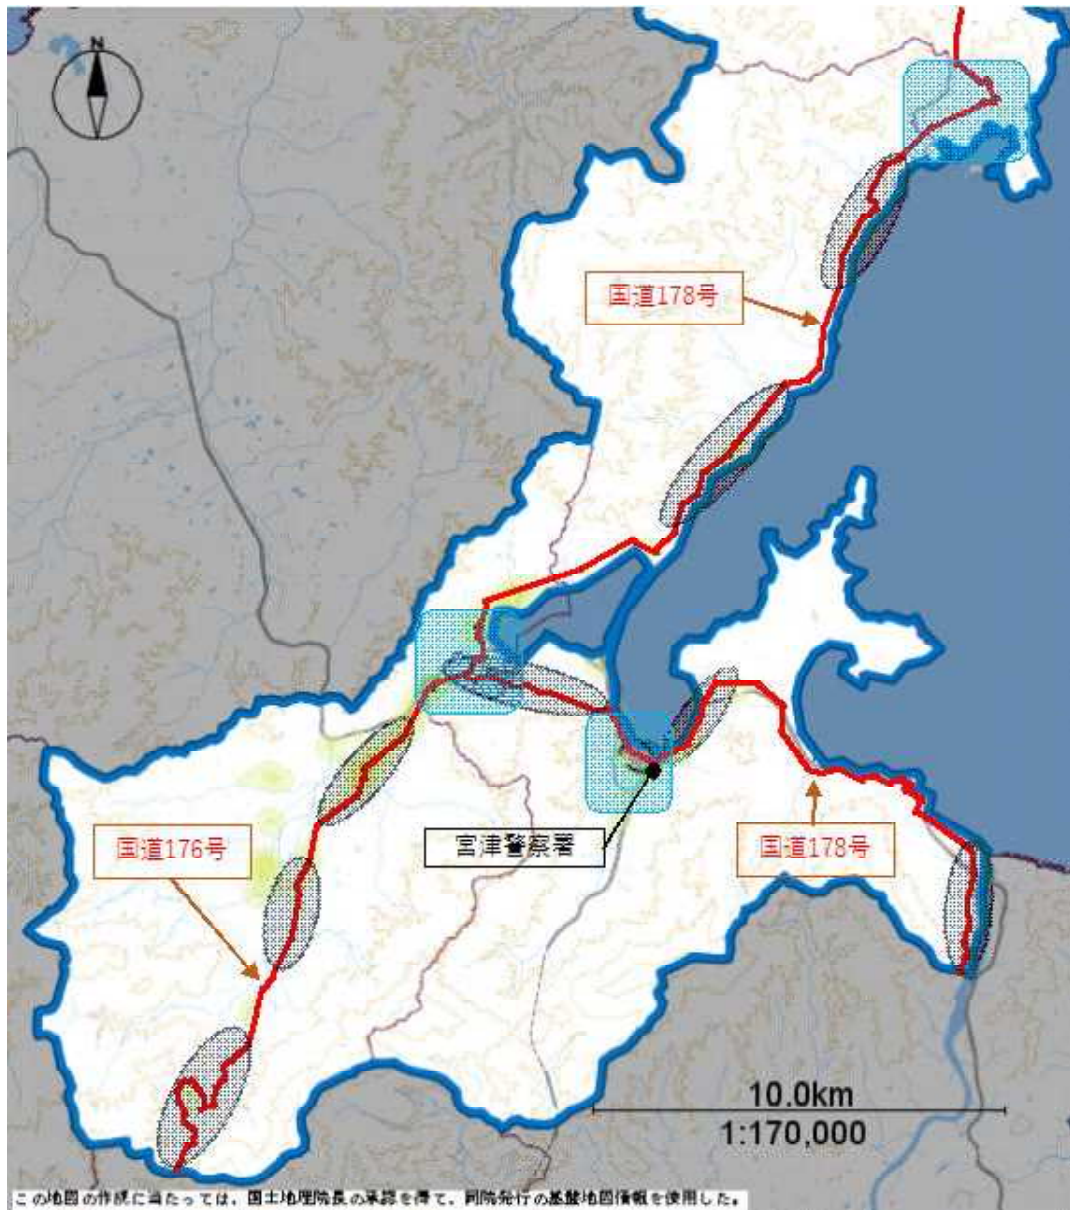 N
国道178号
国道176号
宮津警察署
国道178号
10.0km
1:170,000
この地図の作成に当たっては、国土地理院長の承認を得て、同院発行の基盤地図情報を使用した。